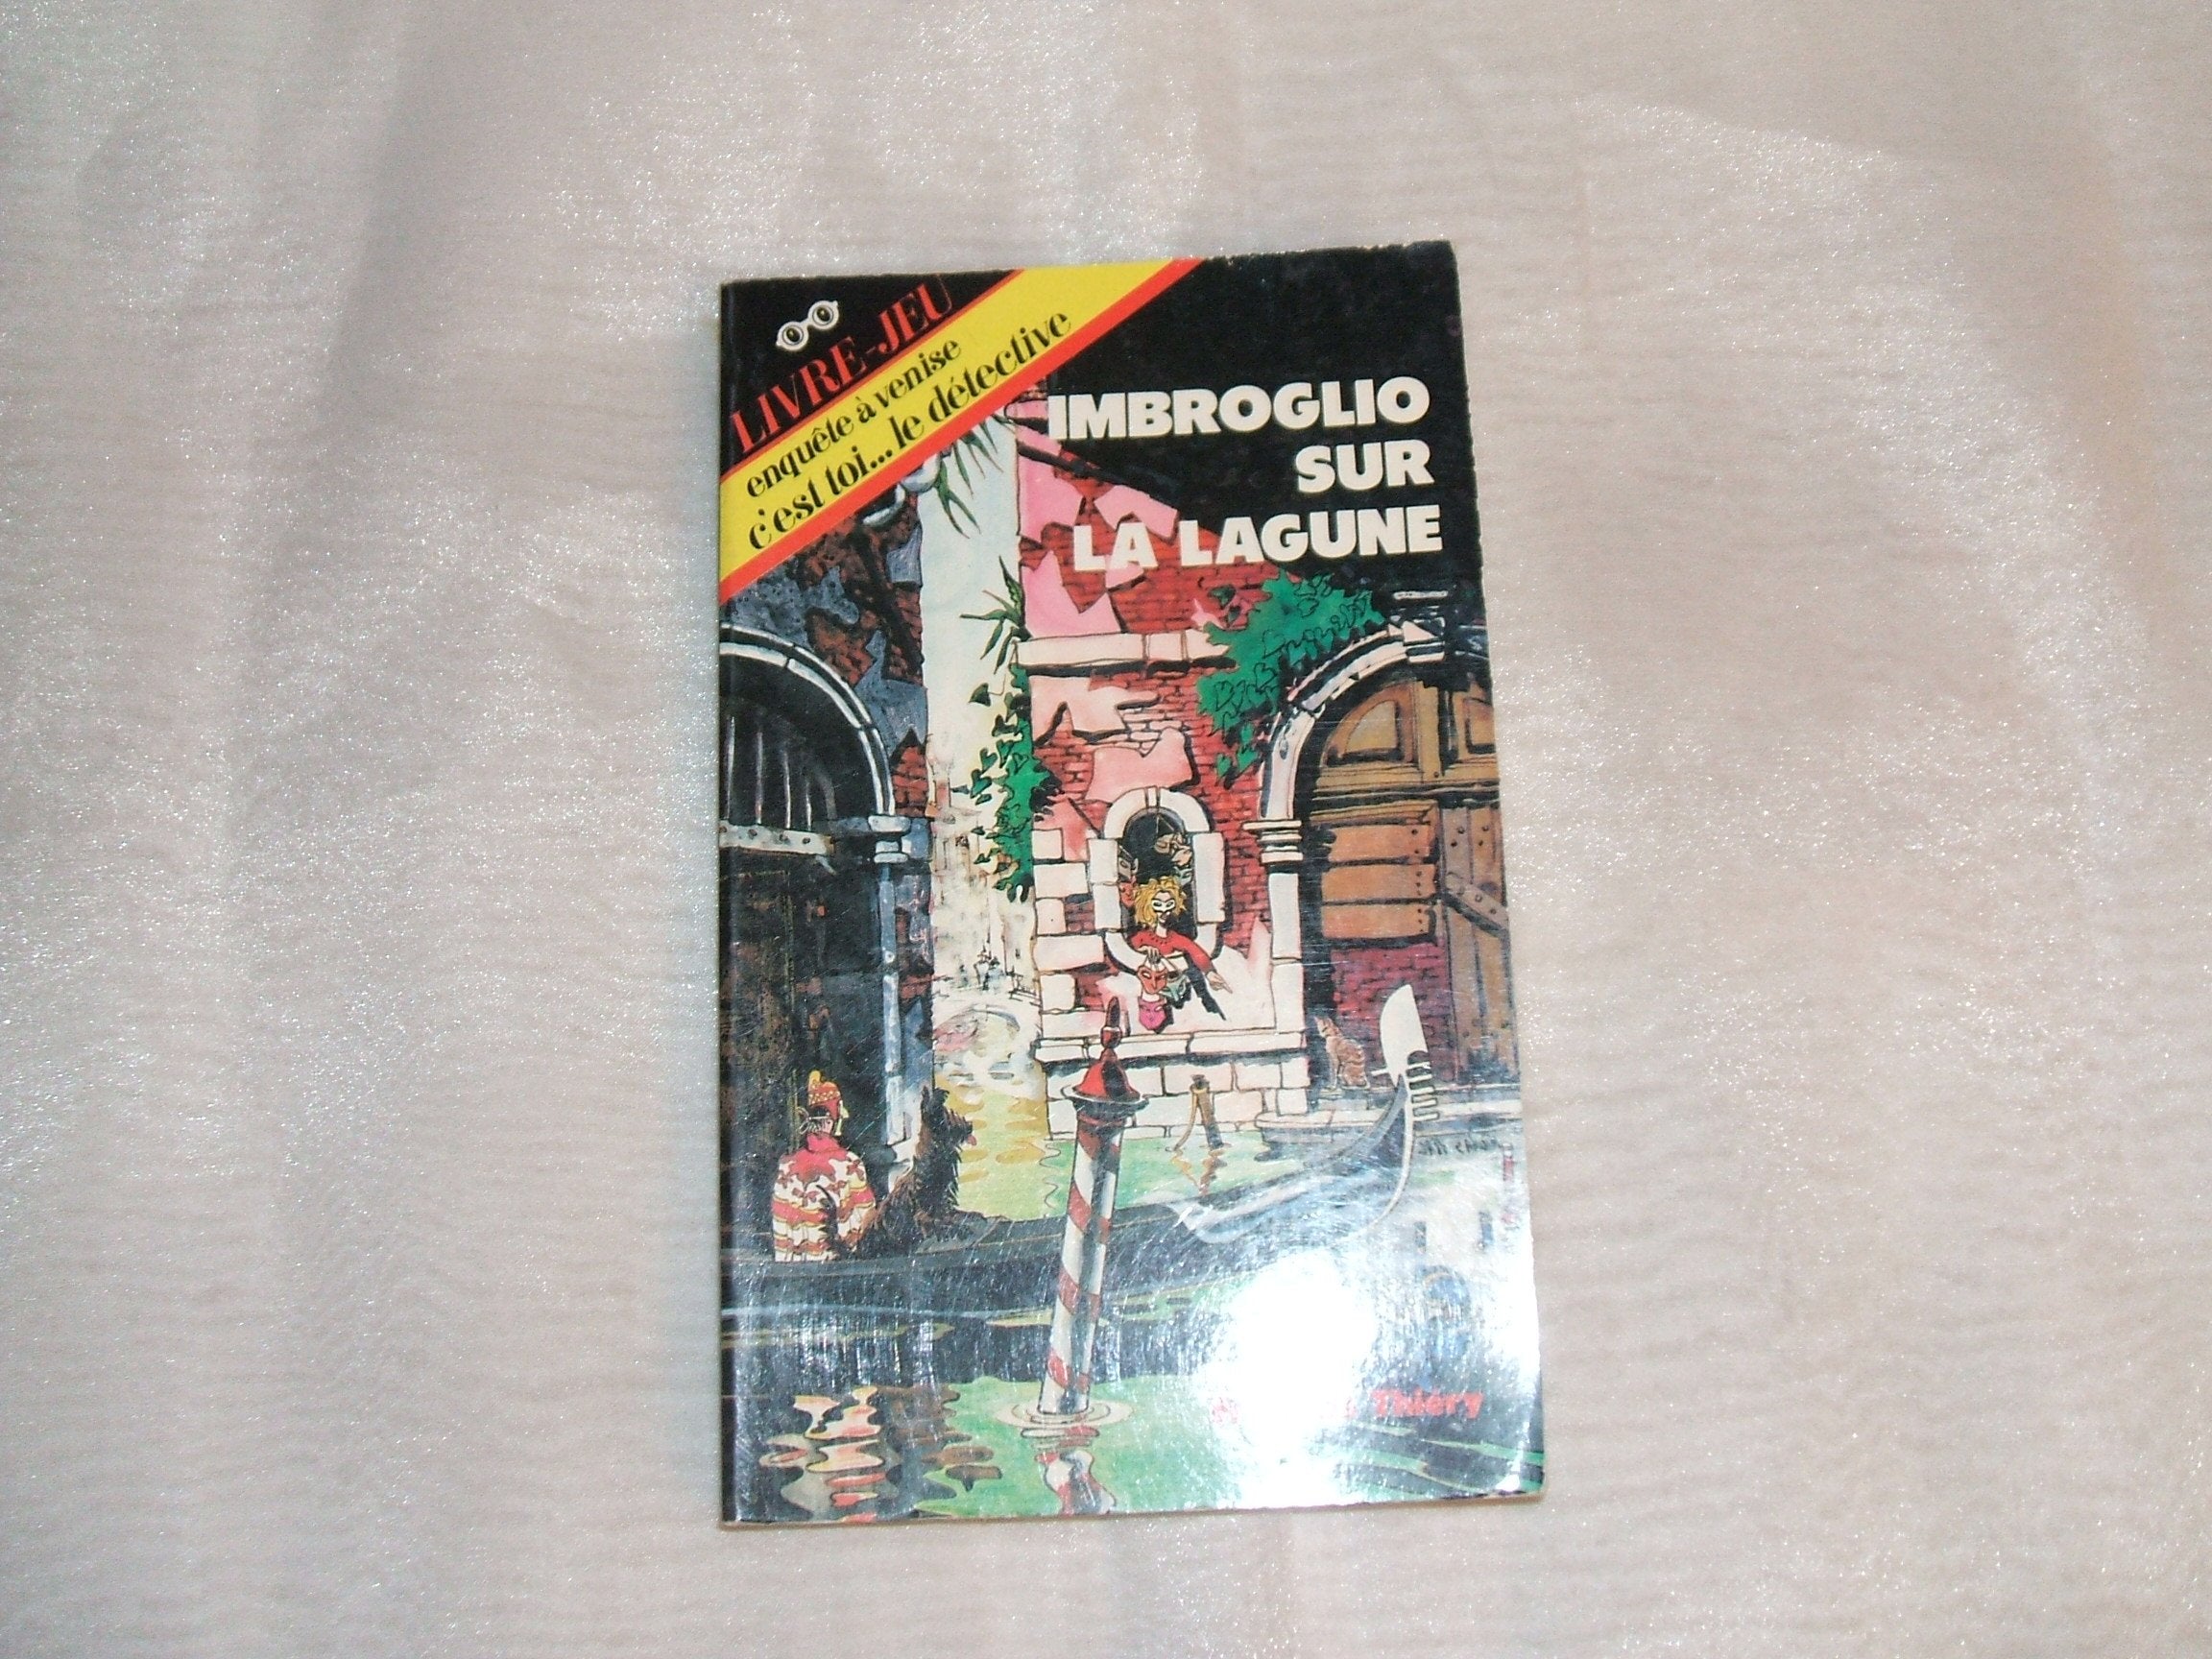 LIVRE-JEU
enquête à venise
c'est toi... le détective
IMBROGLIO
SUR
LA LAGUNE
Thiéry